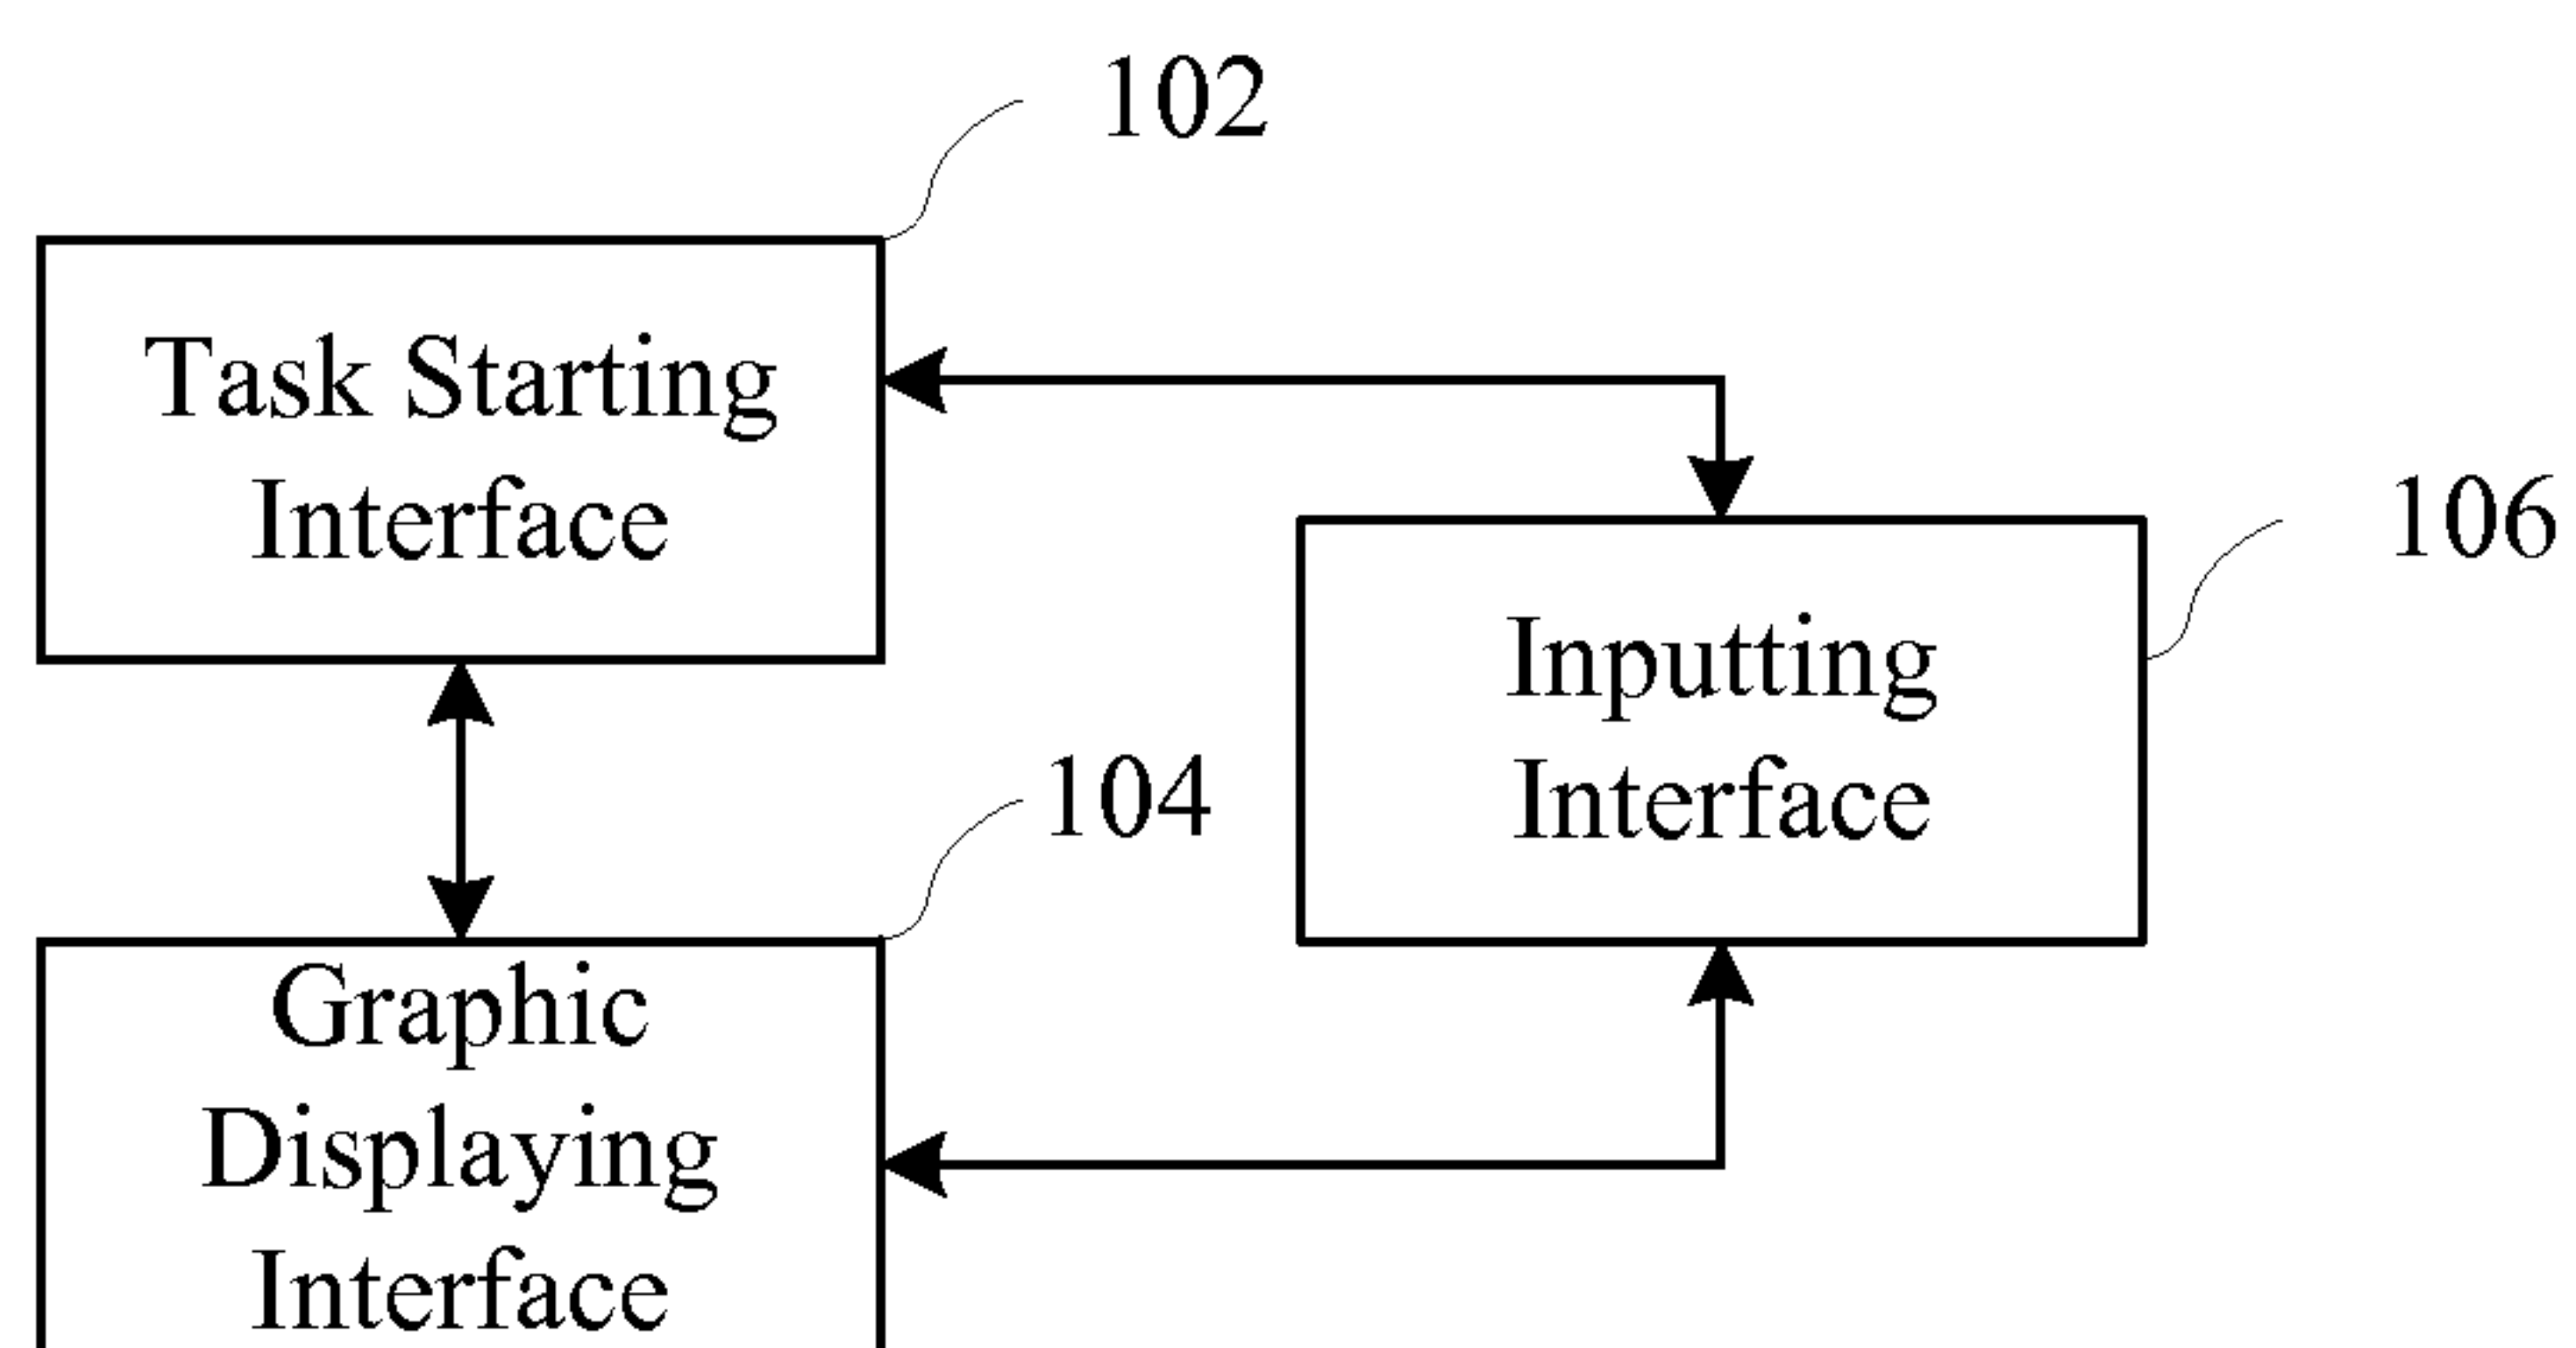 102
Task Starting
Interface
106
Inputting
Interface
104
Graphic
Displaying
Interface